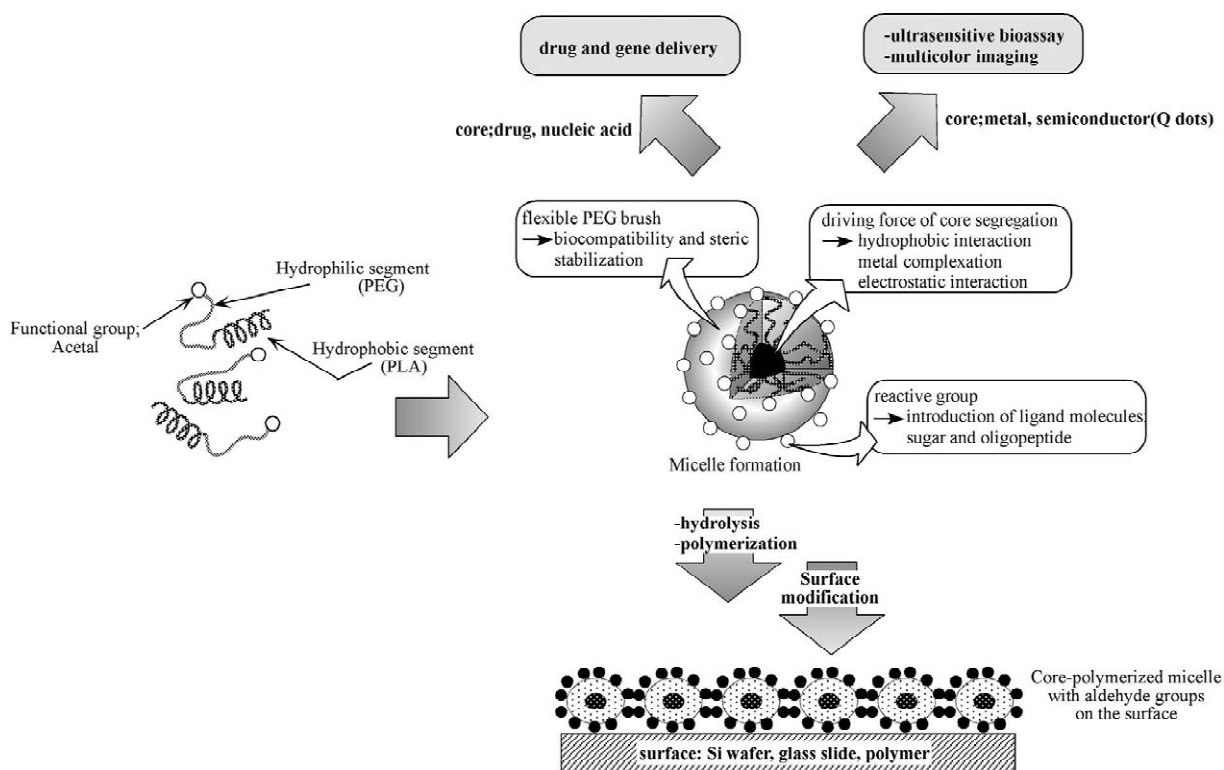 drug and gene delivery
-ultrasensitive bioassay
-multicolor imaging
core;drug, nucleic acid
core;metal, semiconductor(Q dots)
flexible PEG brush
biocompatibility and steric
stabilization
driving force of core segregation
hydrophobic interaction
metal complexation
electrostatic interaction
Hydrophilic segment
(PEG)
Functional group;
Acetal
Hydrophobic segment
(PLA)
reactive group
introduction of ligand molecules;
sugar and oligopeptide
Micelle formation
-hydrolysis
-polymerization
Surface
modification
Core-polymerized micelle
with aldehyde groups
on the surface
surface: Si wafer, glass slide, polymer